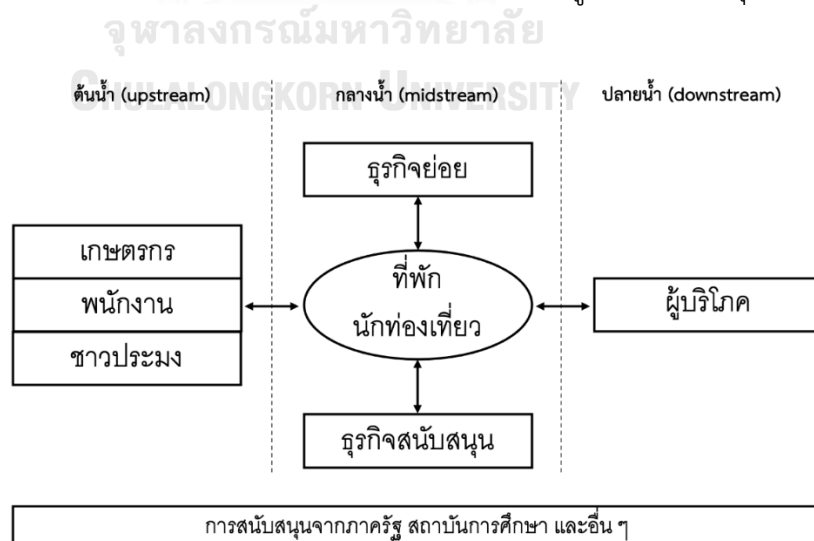 จุฬาลงกรณ์มหาวิทยาลัย
CHULALONGKORN UNIVERSITY
ต้นน้ำ (upstream)
กลางน้ำ (midstream)
ปลายน้ำ (downstream)
ธุรกิจย่อย
เกษตรกร
พนักงาน
ชาวประมง
ที่พัก
นักท่องเที่ยว
ผู้บริโภค
ธุรกิจสนับสนุน
การสนับสนุนจากภาครัฐ สถาบันการศึกษา และอื่น ๆ